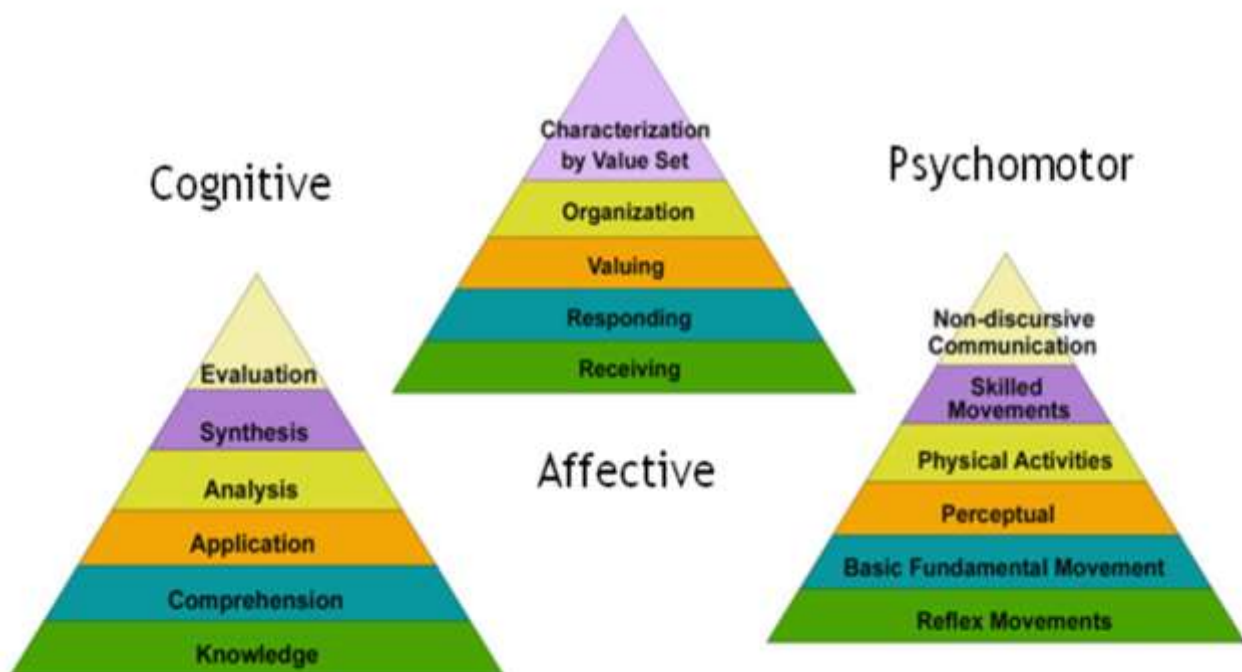 Cognitive
Evaluation
Synthesis
Analysis
Application
Comprehension
Knowledge
Characterization
by Value Set
Organization
Valuing
Responding
Receiving
Affective
Psychomotor
Non-discursive
Communication
Skilled
Movements
Physical Activities
Perceptual
Basic Fundamental Movement
Reflex Movements